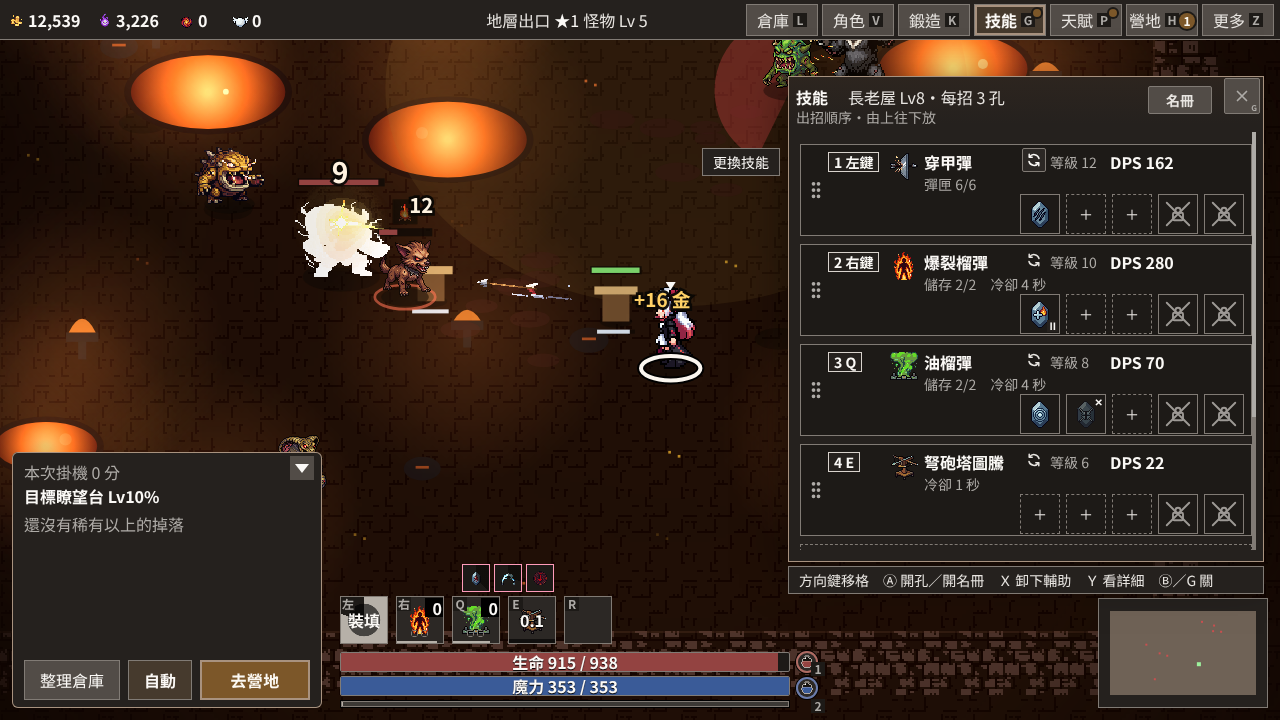 12,539 3,226 0 0
地層出口 ★1 怪物 Lv 5
倉庫 L 角色 V 鍛造 K 技能 G 天賦 P 營地 H 1 更多 Z
技能 長老屋 Lv8・每招 3 孔
名冊
G
出招順序・由上往下放
更換技能
1 左鍵 穿甲彈 等級 12 DPS 162
彈匣 6/6
2 右鍵 爆裂榴彈 等級 10 DPS 280
儲存 2/2 冷卻 4 秒
3 Q 油榴彈 等級 8 DPS 70
儲存 2/2 冷卻 4 秒
4 E 弩砲塔圖騰 等級 6 DPS 22
冷卻 1 秒
方向鍵移格 Ⓐ 開孔／開名冊 X 卸下輔助 Y 看詳細 Ⓑ／G 關
9
12
+16 金
本次掛機 0 分
目標瞭望台 Lv10%
還沒有稀有以上的掉落
整理倉庫 自動 去營地
左 裝填 右 0 Q 0 E 0.1 R
生命 915 / 938
1
魔力 353 / 353
2